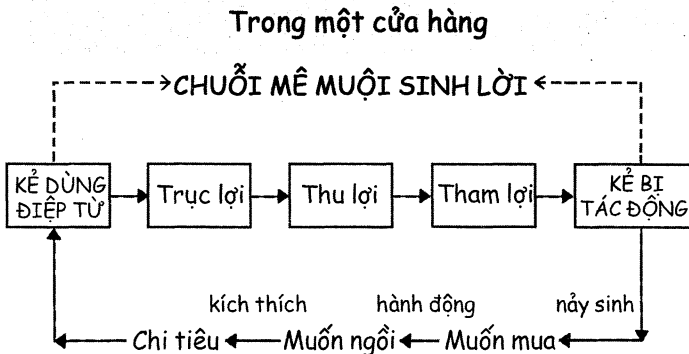 Trong một cửa hàng
CHUỖI MÊ MUỘI SINH LỜI
KẺ DÙNG
ĐIỆP TỪ
Trục lợi
Thu lợi
Tham lợi
KẺ BỊ
TÁC ĐỘNG
kích thích
hành động
nảy sinh
Chi tiêu
Muốn ngồi
Muốn mua